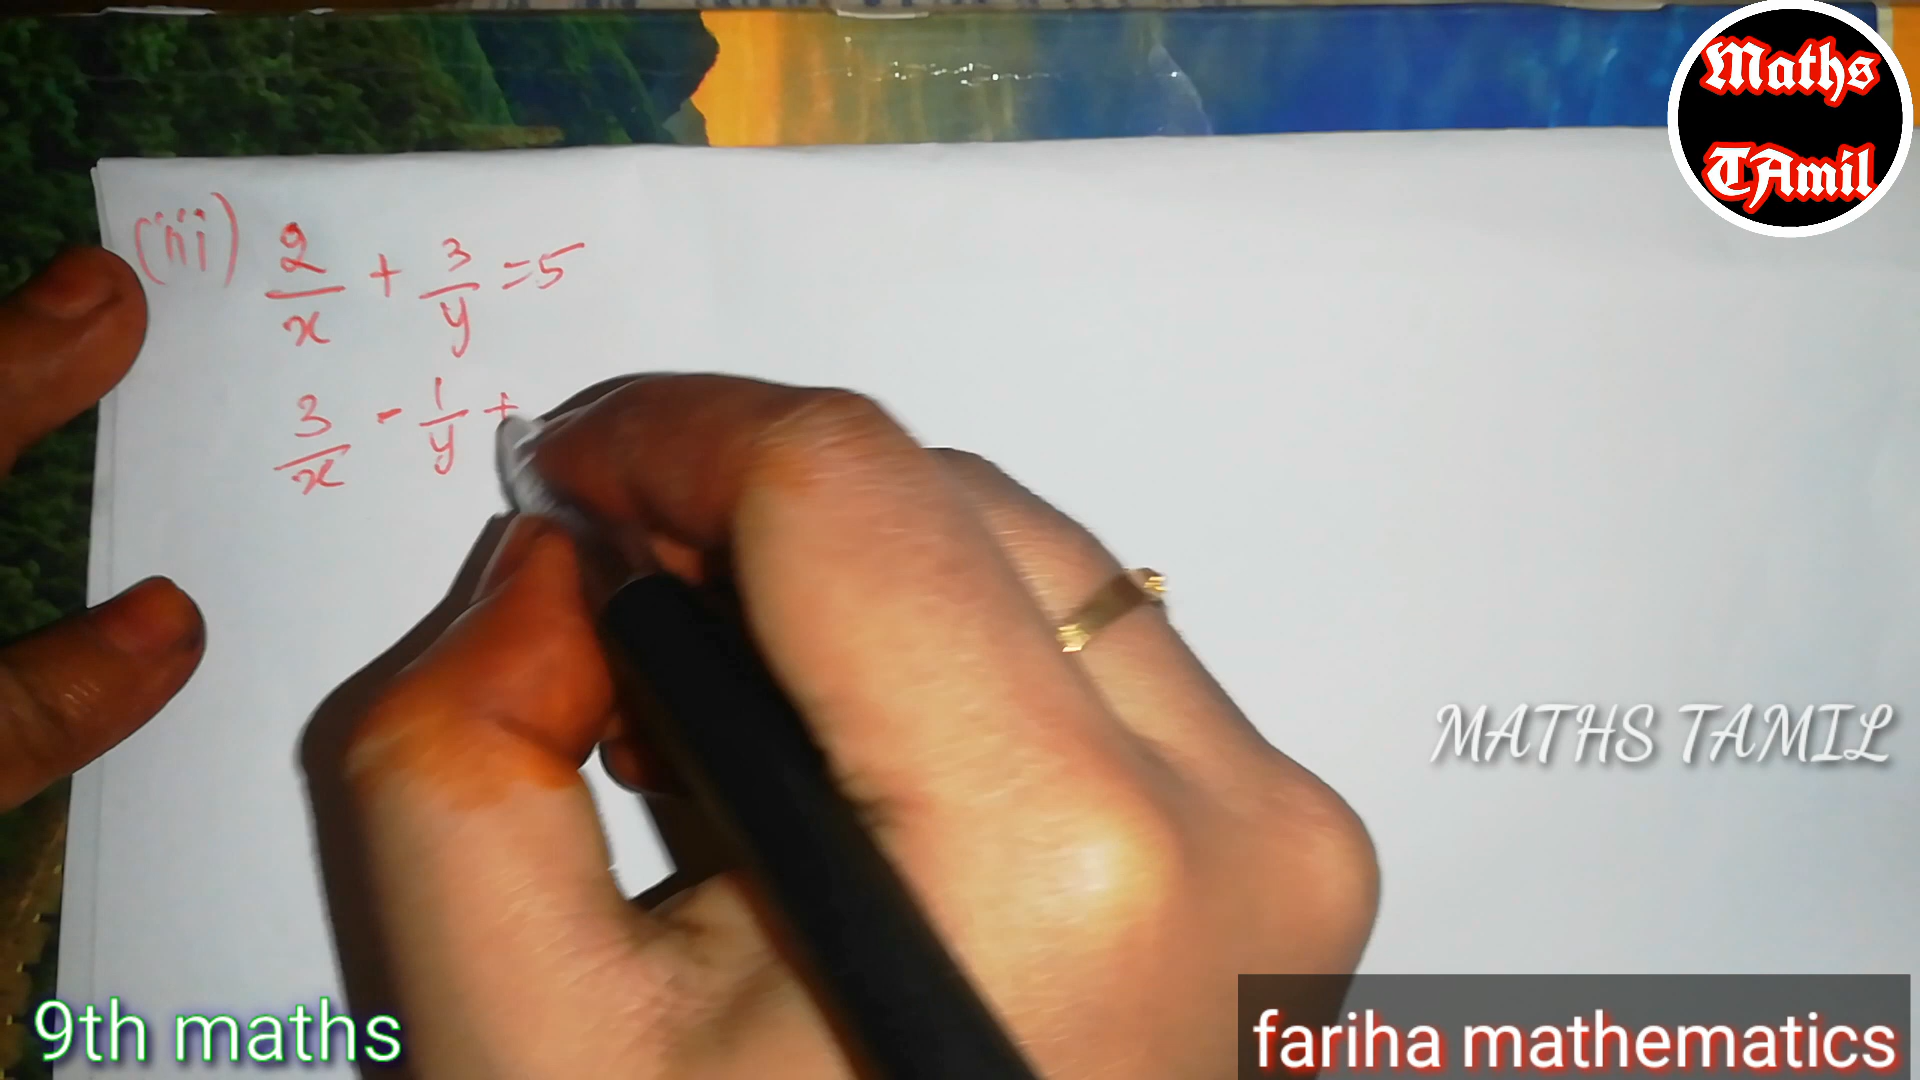 Maths
TAmil
(iii) 2/x + 3/y = 5
3/x - 1/y +
MATHS TAMIL
9th maths
fariha mathematics